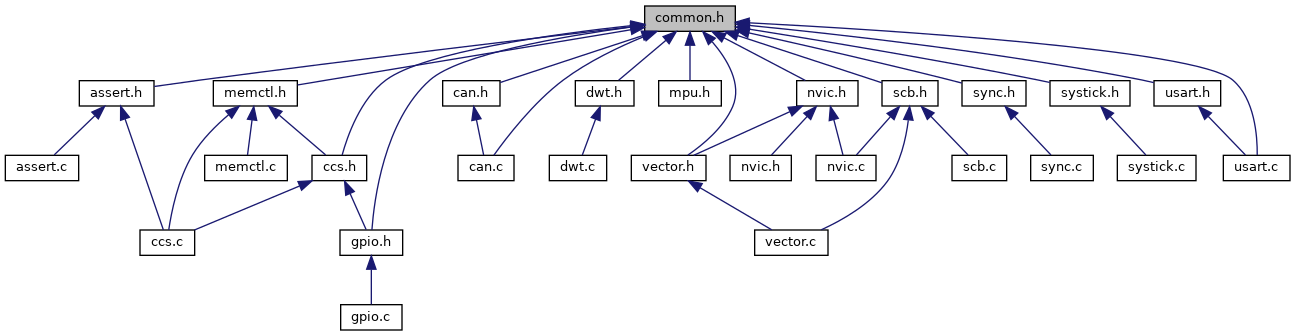 common.h
assert.h
memctl.h
can.h
dwt.h
mpu.h
nvic.h
scb.h
sync.h
systick.h
usart.h
assert.c
memctl.c
ccs.h
can.c
dwt.c
vector.h
nvic.h
nvic.c
scb.c
sync.c
systick.c
usart.c
ccs.c
gpio.h
vector.c
gpio.c